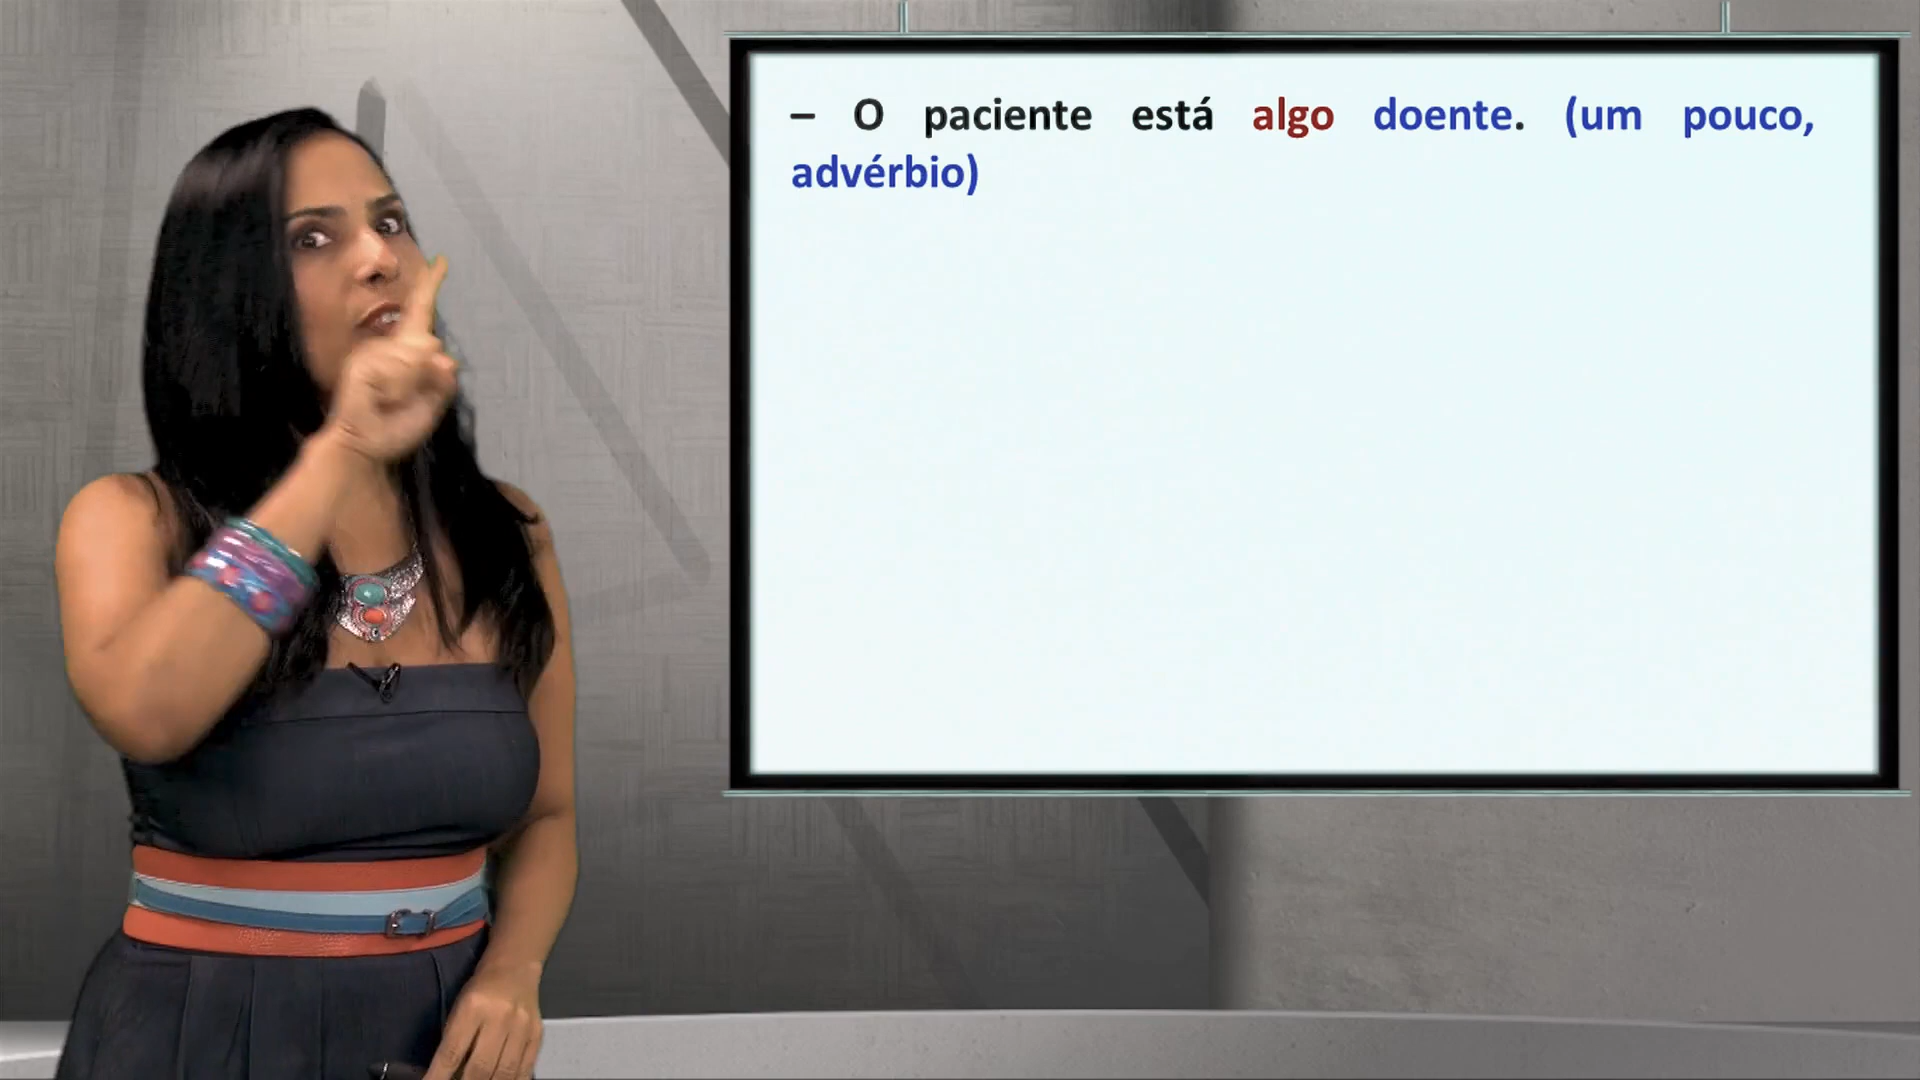 – O paciente está algo doente. (um pouco,
advérbio)